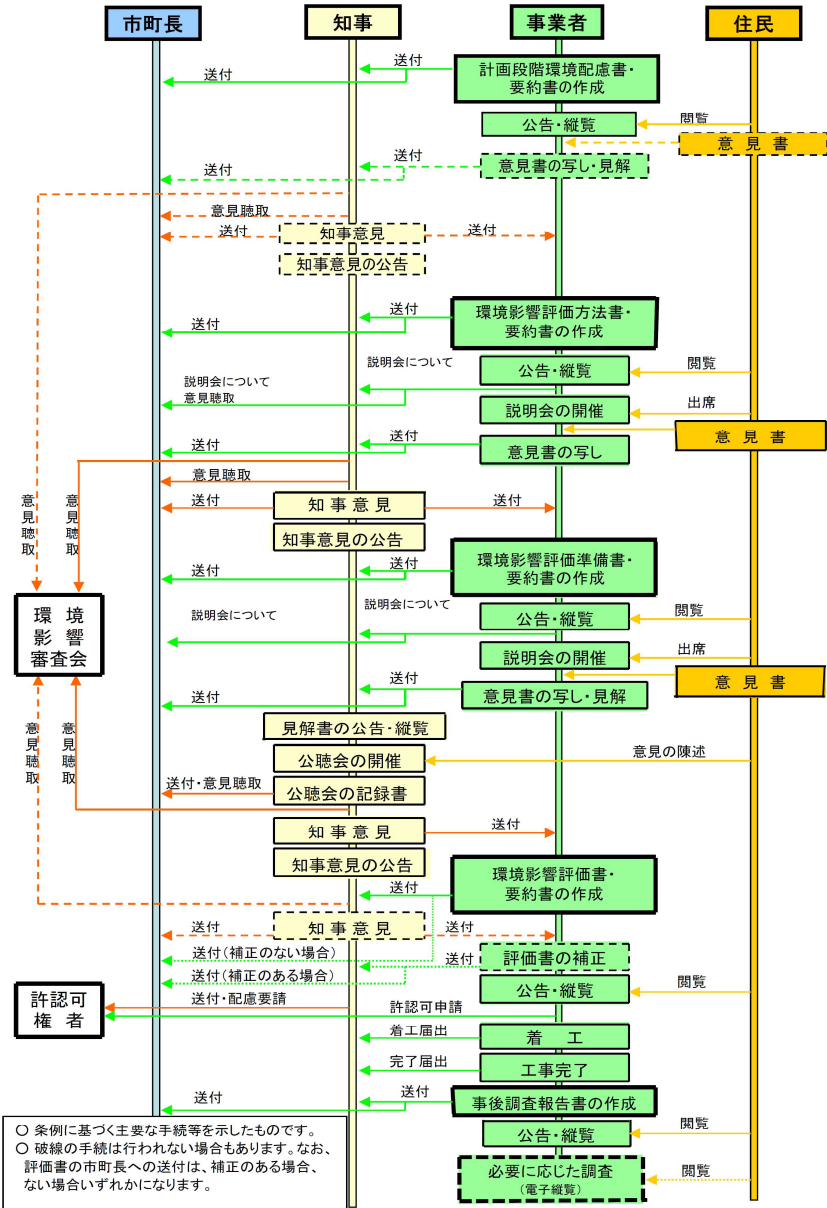 市町長
知事
事業者
住民
送付
送付
計画段階環境配慮書・
要約書の作成
公告・縦覧
閲覧
意見書
送付
送付
意見書の写し・見解
意見聴取
送付
知事意見
送付
知事意見の公告
送付
送付
環境影響評価方法書・
要約書の作成
説明会について
公告・縦覧
閲覧
説明会について
意見聴取
説明会の開催
出席
意見書
送付
送付
意見書の写し
意見聴取
送付
知事意見
送付
意見聴取
意見聴取
知事意見の公告
送付
送付
環境影響評価準備書・
要約書の作成
環境
影響
審査会
説明会について
説明会について
公告・縦覧
閲覧
説明会の開催
出席
意見書
送付
送付
意見書の写し・見解
意見聴取
意見聴取
見解書の公告・縦覧
公聴会の開催
意見の陳述
送付・意見聴取
公聴会の記録書
知事意見
送付
知事意見の公告
送付
環境影響評価書・
要約書の作成
送付
知事意見
送付
送付(補正のない場合)
送付
評価書の補正
送付(補正のある場合)
公告・縦覧
閲覧
許認可
権者
送付・配慮要請
許認可申請
着工届出
着工
完了届出
工事完了
送付
送付
事後調査報告書の作成
公告・縦覧
閲覧
必要に応じた調査
(電子縦覧)
閲覧
○ 条例に基づく主要な手続等を示したものです。
○ 破線の手続は行われない場合もあります。なお、
評価書の市町長への送付は、補正のある場合、
ない場合いずれかになります。